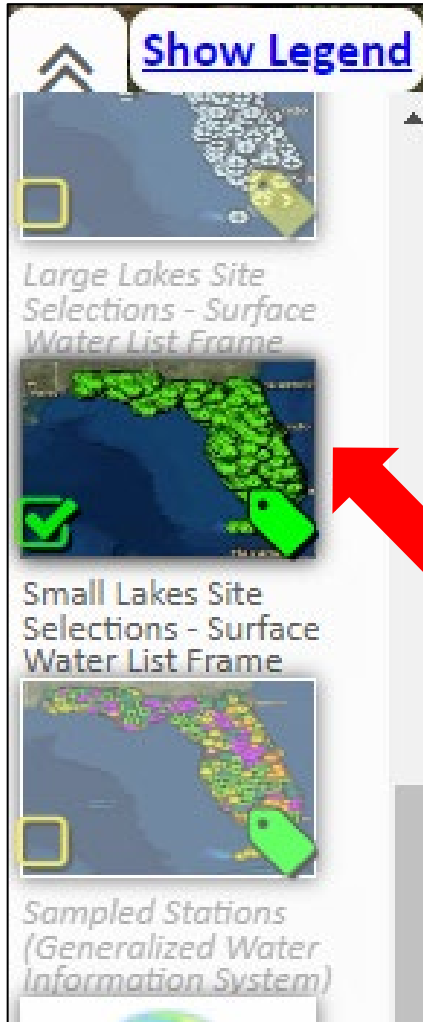 Show Legend
Large Lakes Site
Selections - Surface
Water List Frame
Small Lakes Site
Selections - Surface
Water List Frame
Sampled Stations
(Generalized Water
Information System)